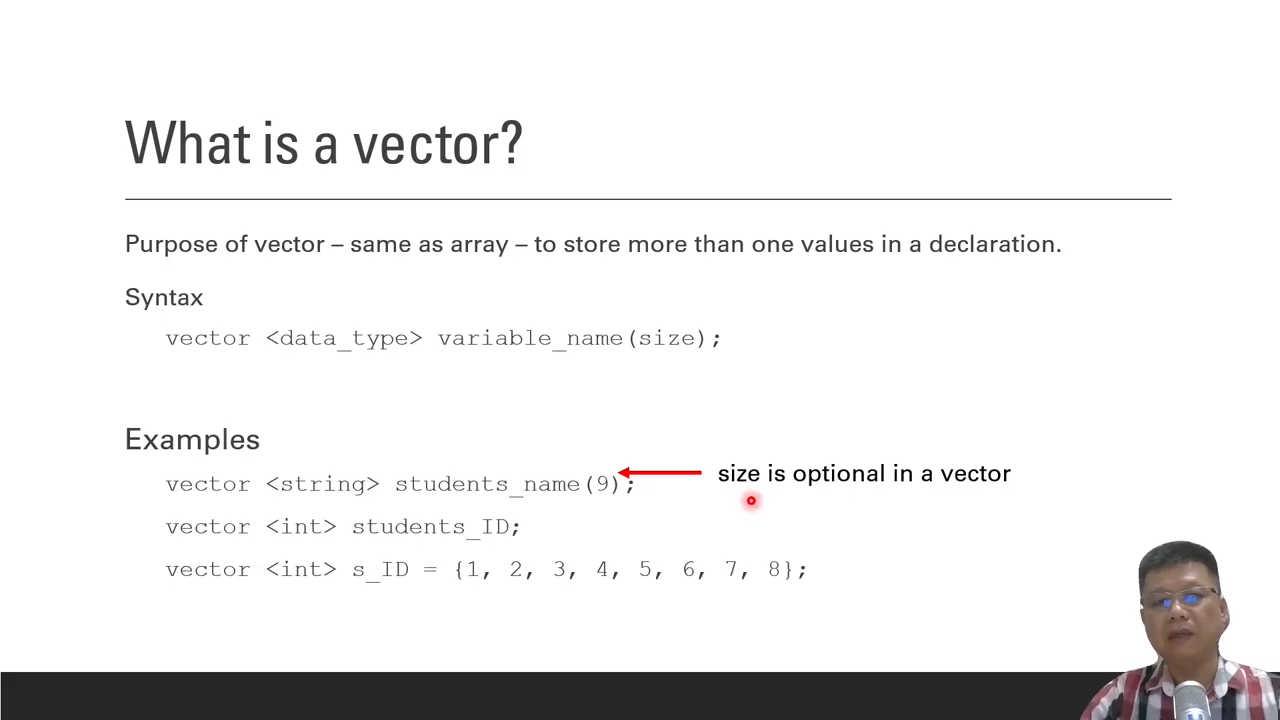 What is a vector?
Purpose of vector – same as array – to store more than one values in a declaration.
Syntax
vector <data_type> variable_name(size);
Examples
vector <string> students_name(9);
size is optional in a vector
vector <int> students_ID;
vector <int> s_ID = {1, 2, 3, 4, 5, 6, 7, 8};